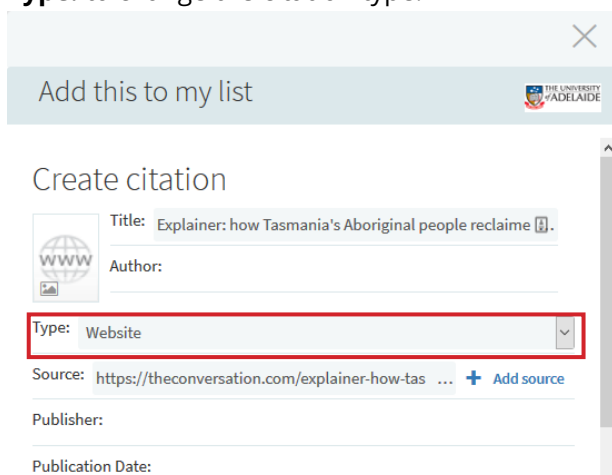 Add this to my list
THE UNIVERSITY
of ADELAIDE
Create citation
Title: Explainer: how Tasmania's Aboriginal people reclaime .
www
Author:
Type: Website
Source: https://theconversation.com/explainer-how-tas ... + Add source
Publisher:
Publication Date: